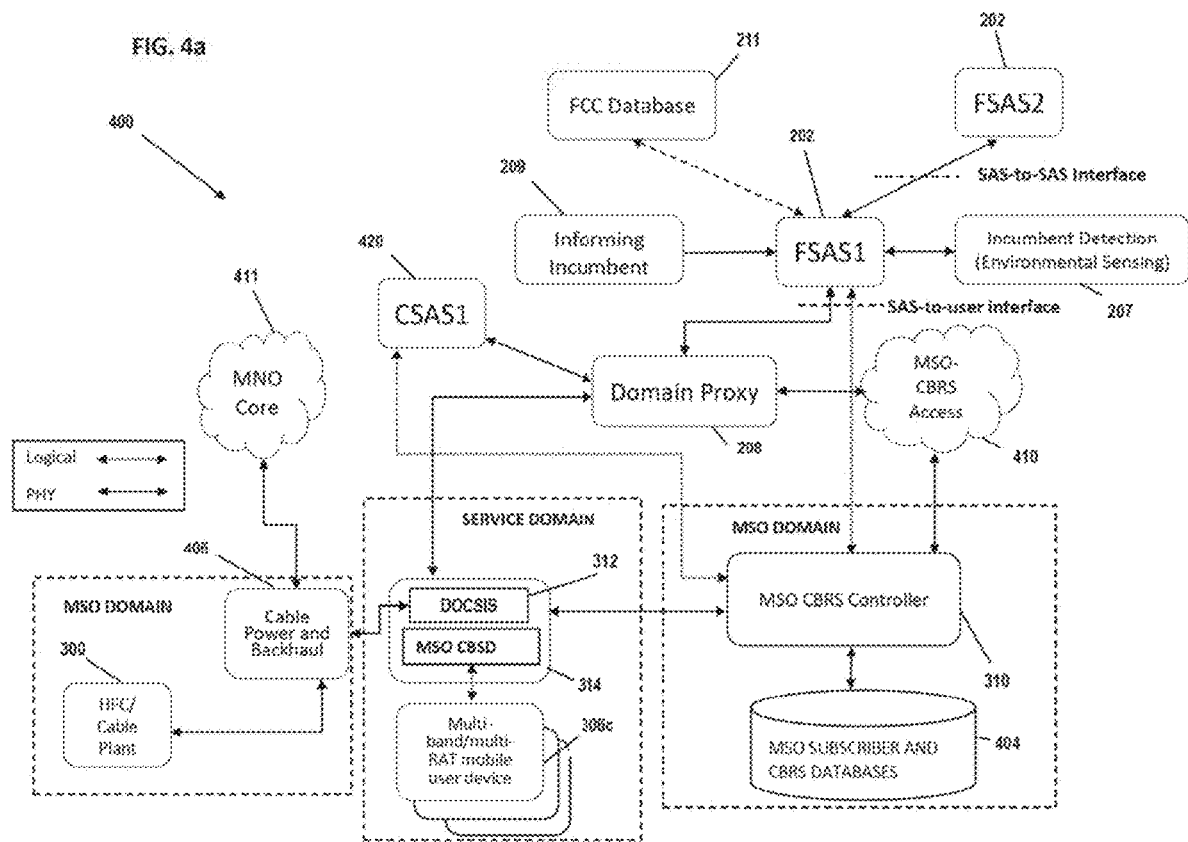 FIG. 4a
400
211
FCC Database
202
FSAS2
202
SAS-to-SAS Interface
209
Informing
Incumbent
FSAS1
Incumbent Detection
(Environmental Sensing)
207
SAS-to-user interface
420
CSAS1
411
MNO
Core
Domain Proxy
208
MSO-
CBRS
Access
410
Logical
PHY
SERVICE DOMAIN
MSO DOMAIN
406
312
MSO DOMAIN
Cable
Power and
Backhaul
DOCSIS
MSO CBSD
314
MSO CBRS Controller
310
300
HFC/
Cable
Plant
Multi-
band/multi-
RAT mobile
user device
306c
MSO SUBSCRIBER AND
CBRS DATABASES
404